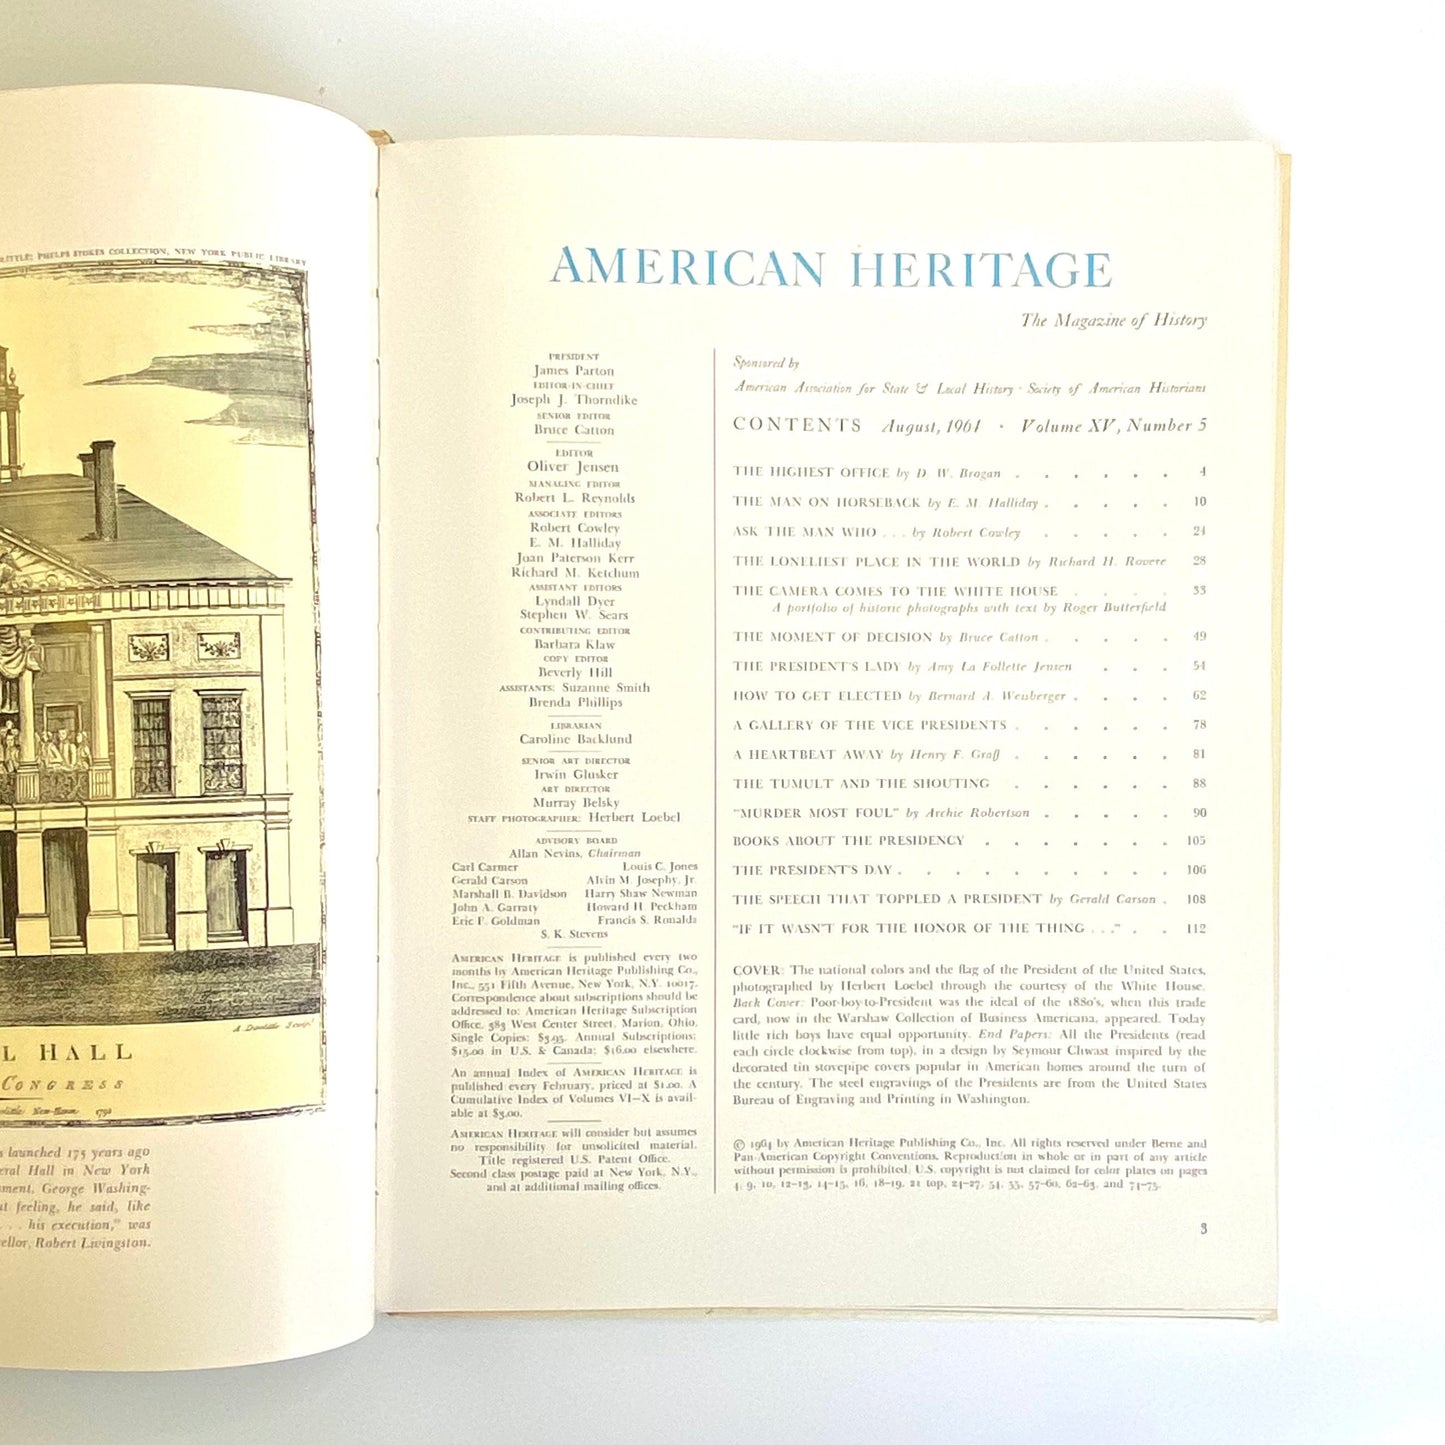 LITTLE; PHELPS STOKES COLLECTION, NEW YORK PUBLIC LIBRARY
A. Doolittle Sculpt
L HALL
CONGRESS
New-Haven 1790
s launched 175 years ago
eral Hall in New York
ment, George Washing-
t feeling, he said, like
. . . his execution," was
ellor, Robert Livingston.
AMERICAN HERITAGE
The Magazine of History
PRESIDENT
James Parton
EDITOR-IN-CHIEF
Joseph J. Thorndike
SENIOR EDITOR
Bruce Catton
EDITOR
Oliver Jensen
MANAGING EDITOR
Robert L. Reynolds
ASSOCIATE EDITORS
Robert Cowley
E. M. Halliday
Joan Paterson Kerr
Richard M. Ketchum
ASSISTANT EDITORS
Lyndall Dyer
Stephen W. Sears
CONTRIBUTING EDITOR
Barbara Klaw
COPY EDITOR
Beverly Hill
ASSISTANTS: Suzanne Smith
Brenda Phillips
LIBRARIAN
Caroline Backlund
SENIOR ART DIRECTOR
Irwin Glusker
ART DIRECTOR
Murray Belsky
STAFF PHOTOGRAPHER: Herbert Loebel
ADVISORY BOARD
Allan Nevins, Chairman
Carl Carmer Louis C. Jones
Gerald Carson Alvin M. Josephy, Jr.
Marshall B. Davidson Harry Shaw Newman
John A. Garraty Howard H. Peckham
Eric F. Goldman Francis S. Ronalds
S. K. Stevens
AMERICAN HERITAGE is published every two
months by American Heritage Publishing Co.,
Inc., 551 Fifth Avenue, New York, N.Y. 10017.
Correspondence about subscriptions should be
addressed to: American Heritage Subscription
Office, 383 West Center Street, Marion, Ohio.
Single Copies: $3.95. Annual Subscriptions:
$15.00 in U.S. & Canada; $16.00 elsewhere.
An annual Index of AMERICAN HERITAGE is
published every February, priced at $1.00. A
Cumulative Index of Volumes VI–X is avail-
able at $3.00.
AMERICAN HERITAGE will consider but assumes
no responsibility for unsolicited material.
Title registered U.S. Patent Office.
Second class postage paid at New York, N.Y.,
and at additional mailing offices.
Sponsored by
American Association for State & Local History · Society of American Historians
CONTENTS August, 1964 · Volume XV, Number 5
THE HIGHEST OFFICE by D. W. Brogan . . . . . . 4
THE MAN ON HORSEBACK by E. M. Halliday . . . . . 10
ASK THE MAN WHO . . . by Robert Cowley . . . . . 24
THE LONELIEST PLACE IN THE WORLD by Richard H. Rovere 28
THE CAMERA COMES TO THE WHITE HOUSE . . . . 33
A portfolio of historic photographs with text by Roger Butterfield
THE MOMENT OF DECISION by Bruce Catton . . . . . 49
THE PRESIDENT'S LADY by Amy La Follette Jensen . . . 54
HOW TO GET ELECTED by Bernard A. Weisberger . . . . 62
A GALLERY OF THE VICE PRESIDENTS . . . . . . 78
A HEARTBEAT AWAY by Henry F. Graff . . . . . . 81
THE TUMULT AND THE SHOUTING . . . . . . 88
"MURDER MOST FOUL" by Archie Robertson . . . . . 90
BOOKS ABOUT THE PRESIDENCY . . . . . . . 105
THE PRESIDENT'S DAY . . . . . . . . . . 106
THE SPEECH THAT TOPPLED A PRESIDENT by Gerald Carson . 108
"IF IT WASN'T FOR THE HONOR OF THE THING . . ." . . 112
COVER: The national colors and the flag of the President of the United States,
photographed by Herbert Loebel through the courtesy of the White House.
Back Cover: Poor-boy-to-President was the ideal of the 1880's, when this trade
card, now in the Warshaw Collection of Business Americana, appeared. Today
little rich boys have equal opportunity. End Papers: All the Presidents (read
each circle clockwise from top), in a design by Seymour Chwast inspired by the
decorated tin stovepipe covers popular in American homes around the turn of
the century. The steel engravings of the Presidents are from the United States
Bureau of Engraving and Printing in Washington.
© 1964 by American Heritage Publishing Co., Inc. All rights reserved under Berne and
Pan-American Copyright Conventions. Reproduction in whole or in part of any article
without permission is prohibited. U.S. copyright is not claimed for color plates on pages
4, 9, 10, 12–13, 14–15, 16, 18–19, 21 top, 24–27, 54, 55, 57–60, 62–63, and 74–75.
3